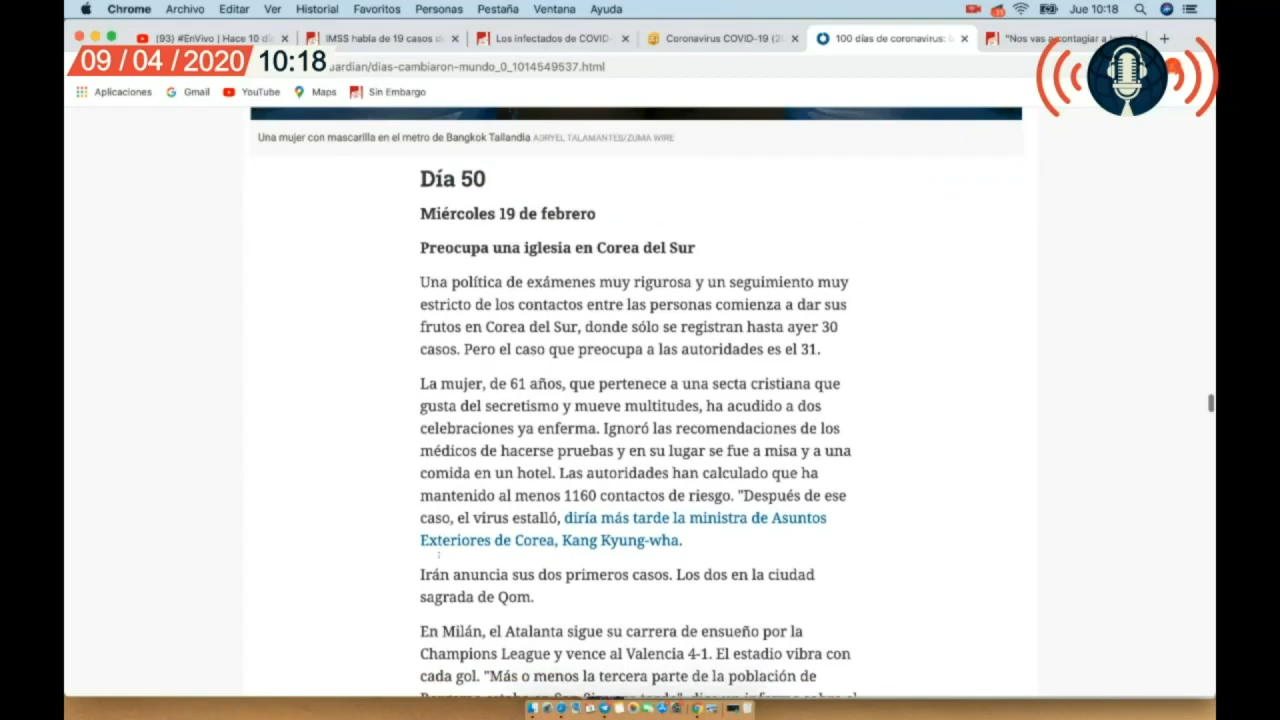 Chrome Archivo Editar Ver Historial Favoritos Personas Pestaña Ventana Ayuda Jue 10:18
(93) #EnVivo | Hace 10 dí
IMSS habla de 19 casos
Los infectados de COVID-
Coronavirus COVID-19 (2
100 días de coronavirus:
"Nos vas a contagiar a
09/04/2020 10:18
uardian/dias-cambiaron-mundo_0_1014549537.html
Aplicaciones Gmail YouTube Maps Sin Embargo
Una mujer con mascarilla en el metro de Bangkok Tailandia ADRYEL TALAMANTES/ZUMA WIRE
Día 50
Miércoles 19 de febrero
Preocupa una iglesia en Corea del Sur
Una política de exámenes muy rigurosa y un seguimiento muy
estricto de los contactos entre las personas comienza a dar sus
frutos en Corea del Sur, donde sólo se registran hasta ayer 30
casos. Pero el caso que preocupa a las autoridades es el 31.
La mujer, de 61 años, que pertenece a una secta cristiana que
gusta del secretismo y mueve multitudes, ha acudido a dos
celebraciones ya enferma. Ignoró las recomendaciones de los
médicos de hacerse pruebas y en su lugar se fue a misa y a una
comida en un hotel. Las autoridades han calculado que ha
mantenido al menos 1160 contactos de riesgo. "Después de ese
caso, el virus estalló, diría más tarde la ministra de Asuntos
Exteriores de Corea, Kang Kyung-wha.
Irán anuncia sus dos primeros casos. Los dos en la ciudad
sagrada de Qom.
En Milán, el Atalanta sigue su carrera de ensueño por la
Champions League y vence al Valencia 4-1. El estadio vibra con
cada gol. "Más o menos la tercera parte de la población de